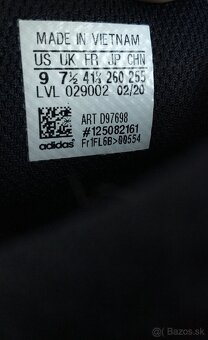 MADE IN VIETNAM
US UK FR JP CHN
9 7½ 41⅓ 260 255
LVL 029002 02/20
ART D97698
#125082161
Fr1FL6B>00554
adidas
bazar.sk